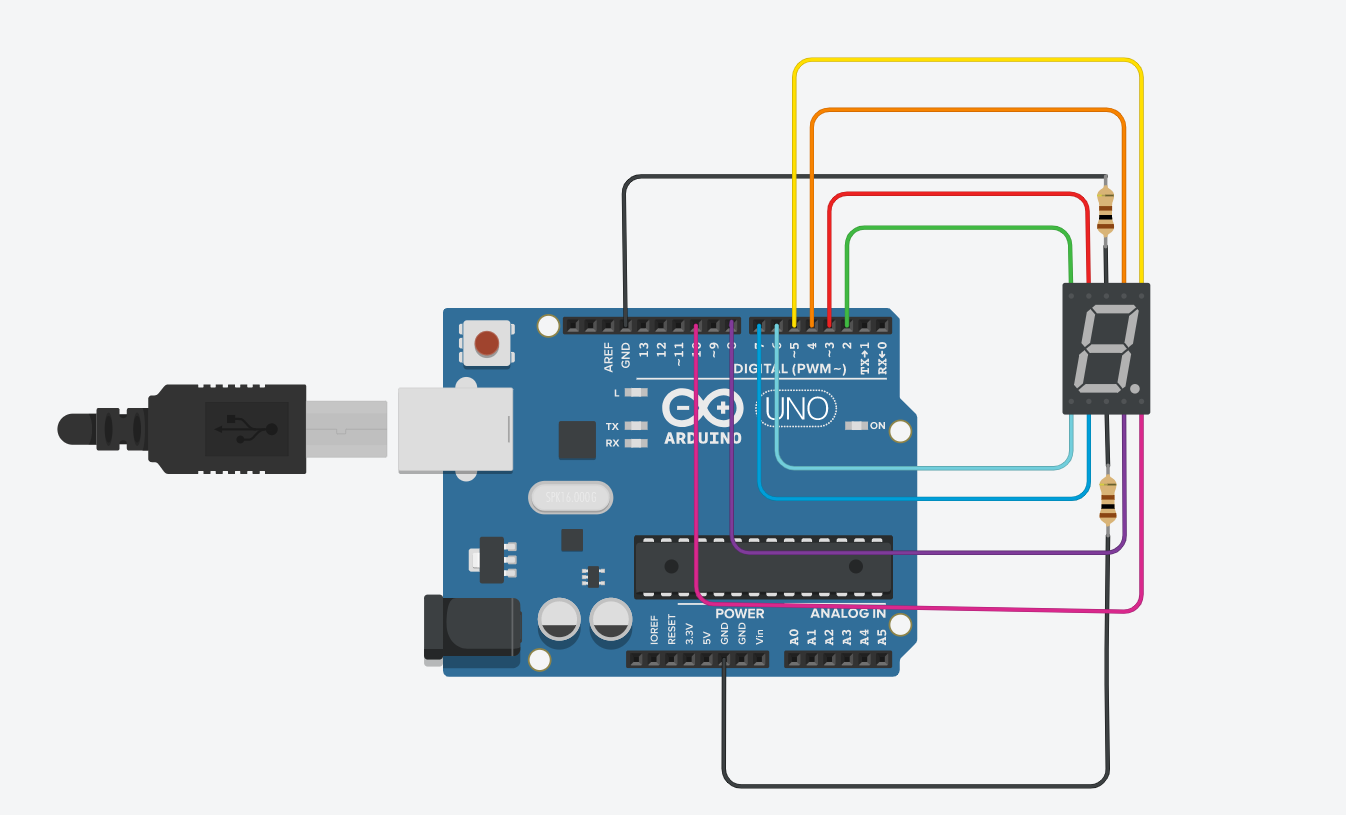 AREF
GND
13
12
~11
10
~9
8
7
6
~5
4
~3
2
TX→1
RX←0
DIGITAL (PWM~)
L
TX
RX
ARDUINO
UNO
ON
SPK16.000G
POWER
ANALOG IN
IOREF
RESET
3.3V
5V
GND
GND
Vin
A0
A1
A2
A3
A4
A5